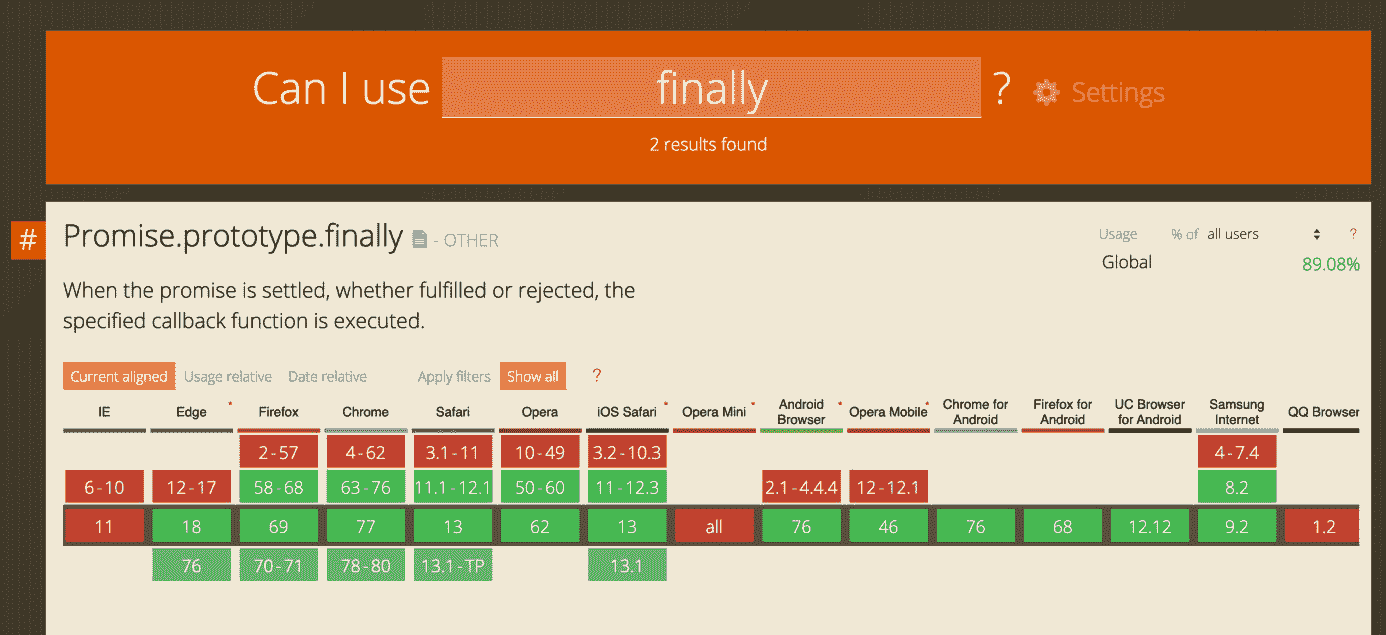 Can I use finally ? Settings
2 results found
#
Promise.prototype.finally - OTHER
Usage % of all users ?
Global 89.08%
When the promise is settled, whether fulfilled or rejected, the
specified callback function is executed.
Current aligned Usage relative Date relative Apply filters Show all ?
IE Edge * Firefox Chrome Safari Opera iOS Safari * Opera Mini * Android Browser * Opera Mobile * Chrome for Android Firefox for Android UC Browser for Android Samsung Internet QQ Browser
2-57 4-62 3.1-11 10-49 3.2-10.3 4-7.4
6-10 12-17 58-68 63-76 11.1-12.1 50-60 11-12.3 2.1-4.4.4 12-12.1 8.2
11 18 69 77 13 62 13 all 76 46 76 68 12.12 9.2 1.2
76 70-71 78-80 13.1-TP 13.1